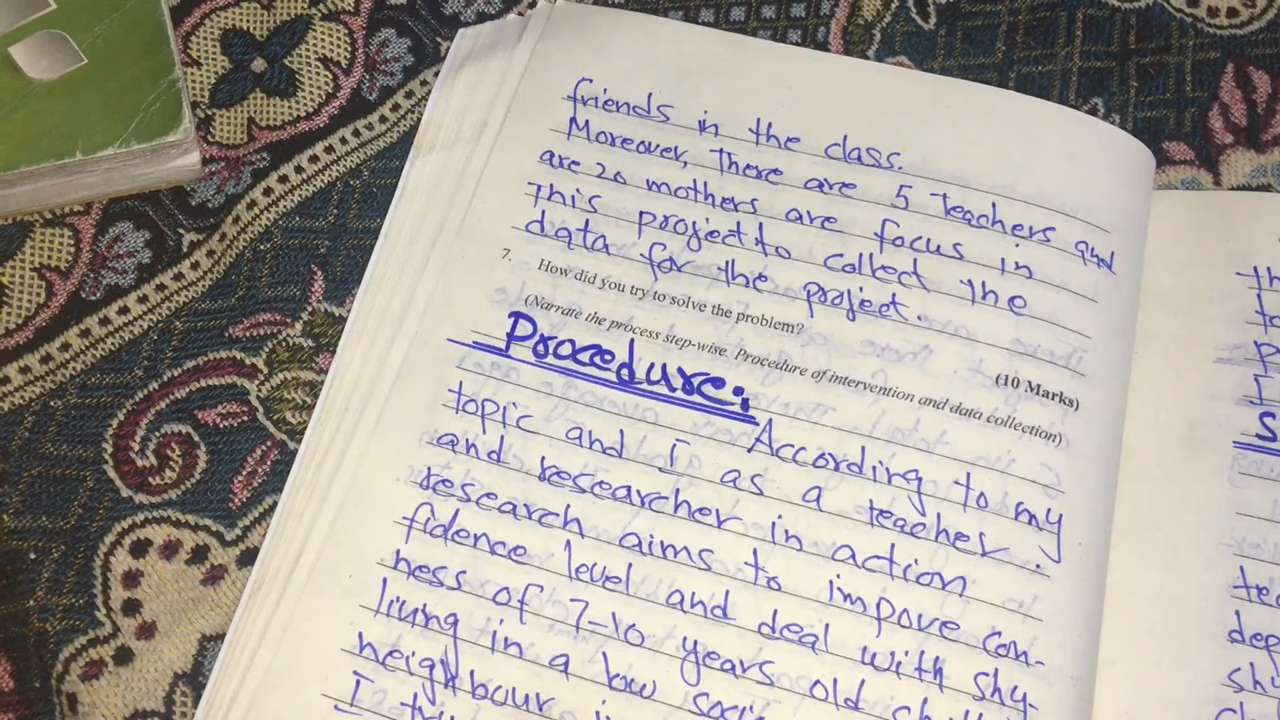 friends in the class.
Moreover, there are 5 teachers and
are 20 mothers are focus in
This project to collect the
data for the project.
7. How did you try to solve the problem?
(Narrate the process step-wise. Procedure of intervention and data collection)
(10 Marks)
Procedure:
According to my
topic and I as a teacher
and researcher in action
research aims to impove con-
fidence level and deal with shy-
ness of 7-10 years old
living in a low
neighbour
I